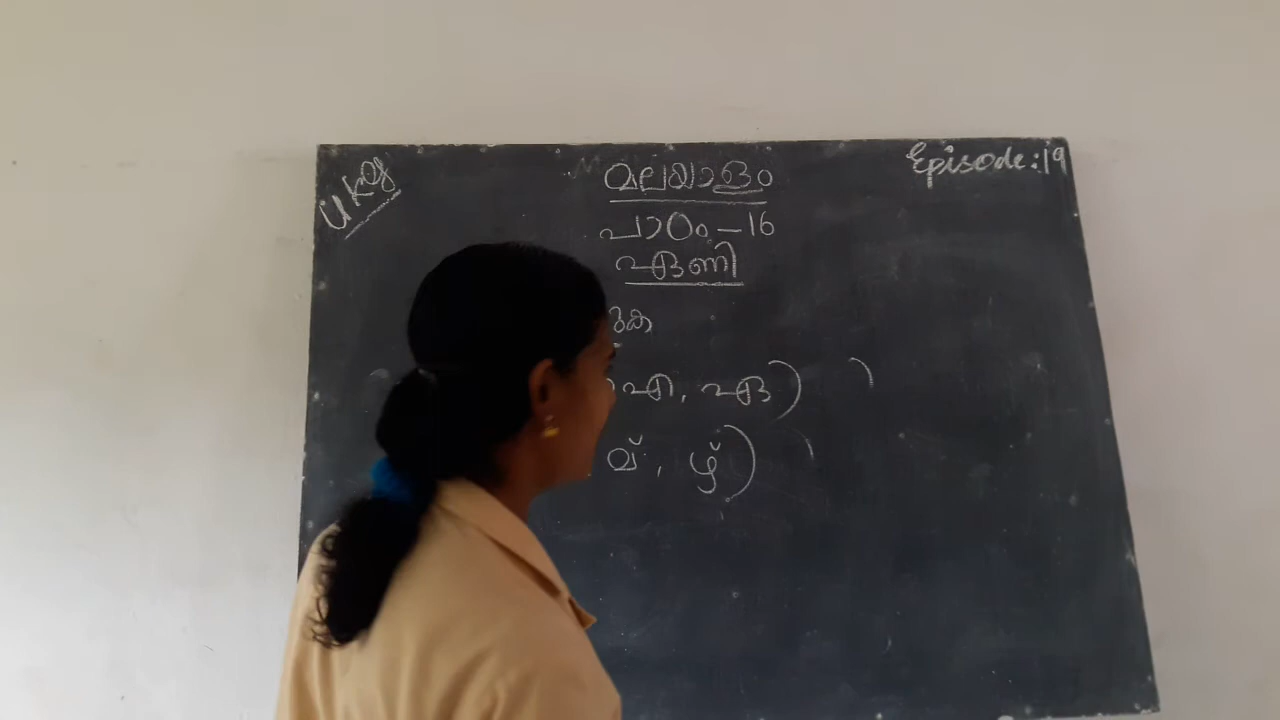 Ukg
Episode:19
മലയാളം
പാഠം-16
ഏണി
ക
എ, ഏ)
)
വ്, ഴ്)